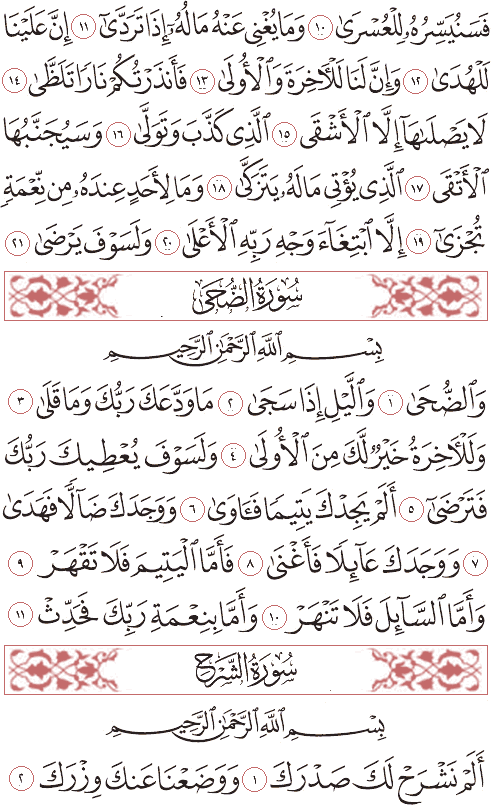 فَسَنُيَسِّرُهُۥ لِلْعُسْرَىٰ ١٠ وَمَا يُغْنِى عَنْهُ مَالُهُۥٓ إِذَا تَرَدَّىٰٓ ١١ إِنَّ عَلَيْنَا
لَلْهُدَىٰ ١٢ وَإِنَّ لَنَا لَلْـَٔاخِرَةَ وَٱلْأُولَىٰ ١٣ فَأَنذَرْتُكُمْ نَارًا تَلَظَّىٰ ١٤
لَا يَصْلَىٰهَآ إِلَّا ٱلْأَشْقَى ١٥ ٱلَّذِى كَذَّبَ وَتَوَلَّىٰ ١٦ وَسَيُجَنَّبُهَا
ٱلْأَتْقَى ١٧ ٱلَّذِى يُؤْتِى مَالَهُۥ يَتَزَكَّىٰ ١٨ وَمَا لِأَحَدٍ عِندَهُۥ مِن نِّعْمَةٍ
تُجْزَىٰٓ ١٩ إِلَّا ٱبْتِغَآءَ وَجْهِ رَبِّهِ ٱلْأَعْلَىٰ ٢٠ وَلَسَوْفَ يَرْضَىٰ ٢١
سُورَةُ الضُّحَىٰ
بِسْمِ ٱللَّهِ ٱلرَّحْمَٰنِ ٱلرَّحِيمِ
وَٱلضُّحَىٰ ١ وَٱلَّيْلِ إِذَا سَجَىٰ ٢ مَا وَدَّعَكَ رَبُّكَ وَمَا قَلَىٰ ٣
وَلَلْـَٔاخِرَةُ خَيْرٌ لَّكَ مِنَ ٱلْأُولَىٰ ٤ وَلَسَوْفَ يُعْطِيكَ رَبُّكَ
فَتَرْضَىٰٓ ٥ أَلَمْ يَجِدْكَ يَتِيمًا فَـَٔاوَىٰ ٦ وَوَجَدَكَ ضَآلًّا فَهَدَىٰ
٧ وَوَجَدَكَ عَآئِلًا فَأَغْنَىٰ ٨ فَأَمَّا ٱلْيَتِيمَ فَلَا تَقْهَرْ ٩
وَأَمَّا ٱلسَّآئِلَ فَلَا تَنْهَرْ ١٠ وَأَمَّا بِنِعْمَةِ رَبِّكَ فَحَدِّثْ ١١
سُورَةُ الشَّرْحِ
بِسْمِ ٱللَّهِ ٱلرَّحْمَٰنِ ٱلرَّحِيمِ
أَلَمْ نَشْرَحْ لَكَ صَدْرَكَ ١ وَوَضَعْنَا عَنكَ وِزْرَكَ ٢